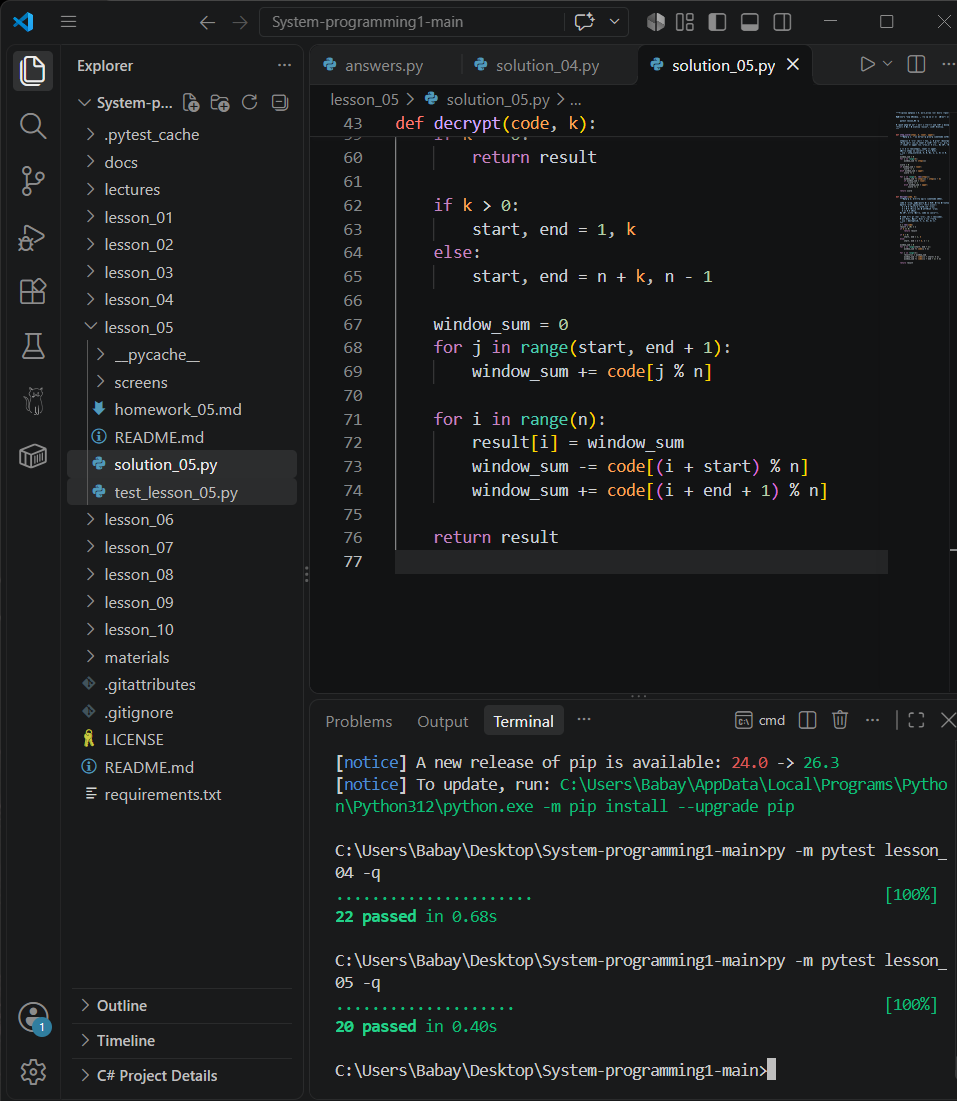 System-programming1-main
Explorer
System-p...
.pytest_cache
docs
lectures
lesson_01
lesson_02
lesson_03
lesson_04
lesson_05
__pycache__
screens
homework_05.md
README.md
solution_05.py
test_lesson_05.py
lesson_06
lesson_07
lesson_08
lesson_09
lesson_10
materials
.gitattributes
.gitignore
LICENSE
README.md
requirements.txt
Outline
Timeline
C# Project Details
1
answers.py
solution_04.py
solution_05.py
lesson_05 > solution_05.py > ...
43 def decrypt(code, k):
60 return result
61
62 if k > 0:
63 start, end = 1, k
64 else:
65 start, end = n + k, n - 1
66
67 window_sum = 0
68 for j in range(start, end + 1):
69 window_sum += code[j % n]
70
71 for i in range(n):
72 result[i] = window_sum
73 window_sum -= code[(i + start) % n]
74 window_sum += code[(i + end + 1) % n]
75
76 return result
77
Problems Output Terminal ... cmd
[notice] A new release of pip is available: 24.0 -> 26.3
[notice] To update, run: C:\Users\Babay\AppData\Local\Programs\Pytho
n\Python312\python.exe -m pip install --upgrade pip
C:\Users\Babay\Desktop\System-programming1-main>py -m pytest lesson_
04 -q
...................... [100%]
22 passed in 0.68s
C:\Users\Babay\Desktop\System-programming1-main>py -m pytest lesson_
05 -q
.................... [100%]
20 passed in 0.40s
C:\Users\Babay\Desktop\System-programming1-main>